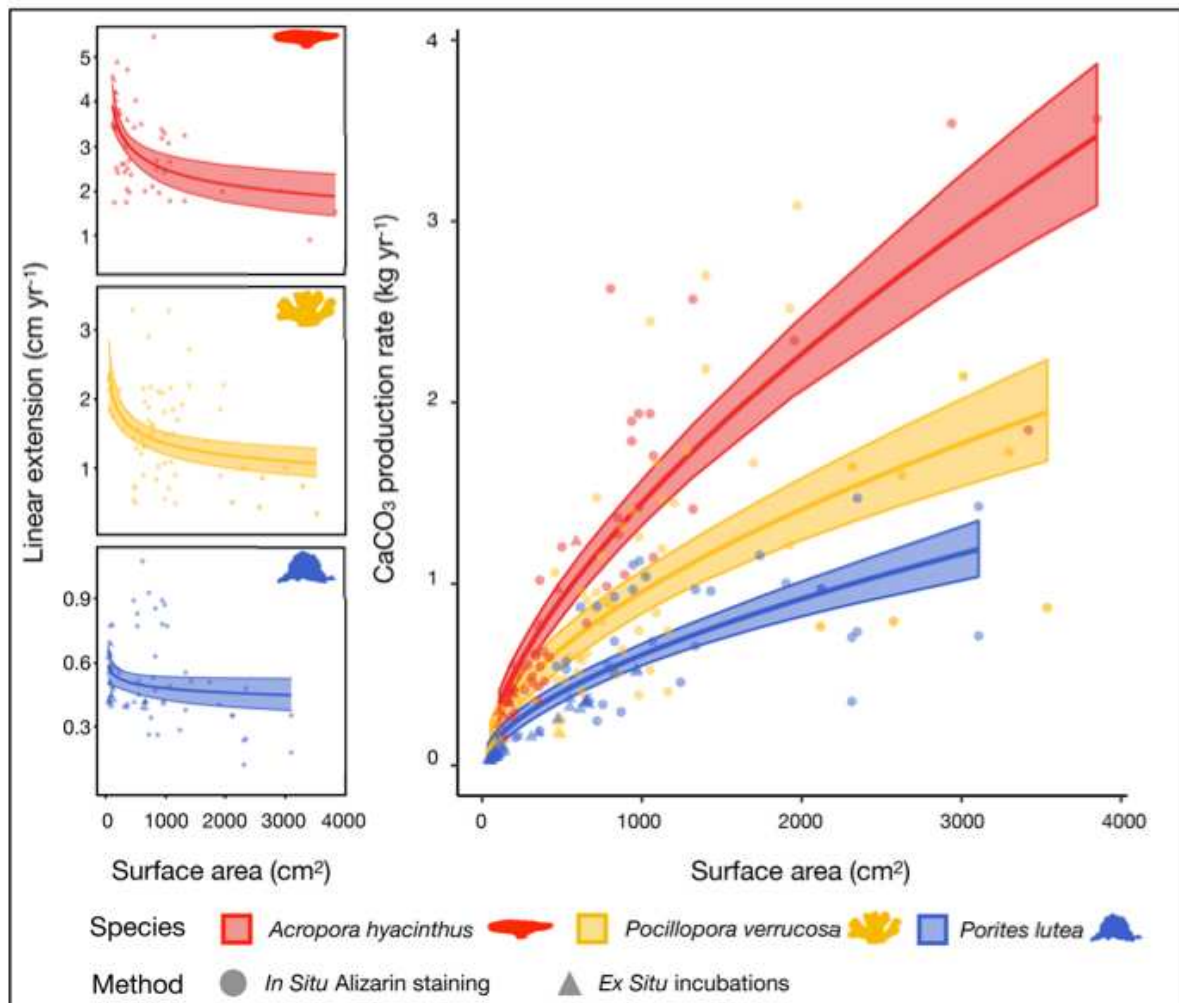 Linear extension (cm yr⁻¹)
5
4
3
2
1
3
2
1
0.9
0.6
0.3
0 1000 2000 3000 4000
Surface area (cm²)
CaCO₃ production rate (kg yr⁻¹)
4
3
2
1
0
0 1000 2000 3000 4000
Surface area (cm²)
Species Acropora hyacinthus Pocillopora verrucosa Porites lutea
Method In Situ Alizarin staining Ex Situ incubations